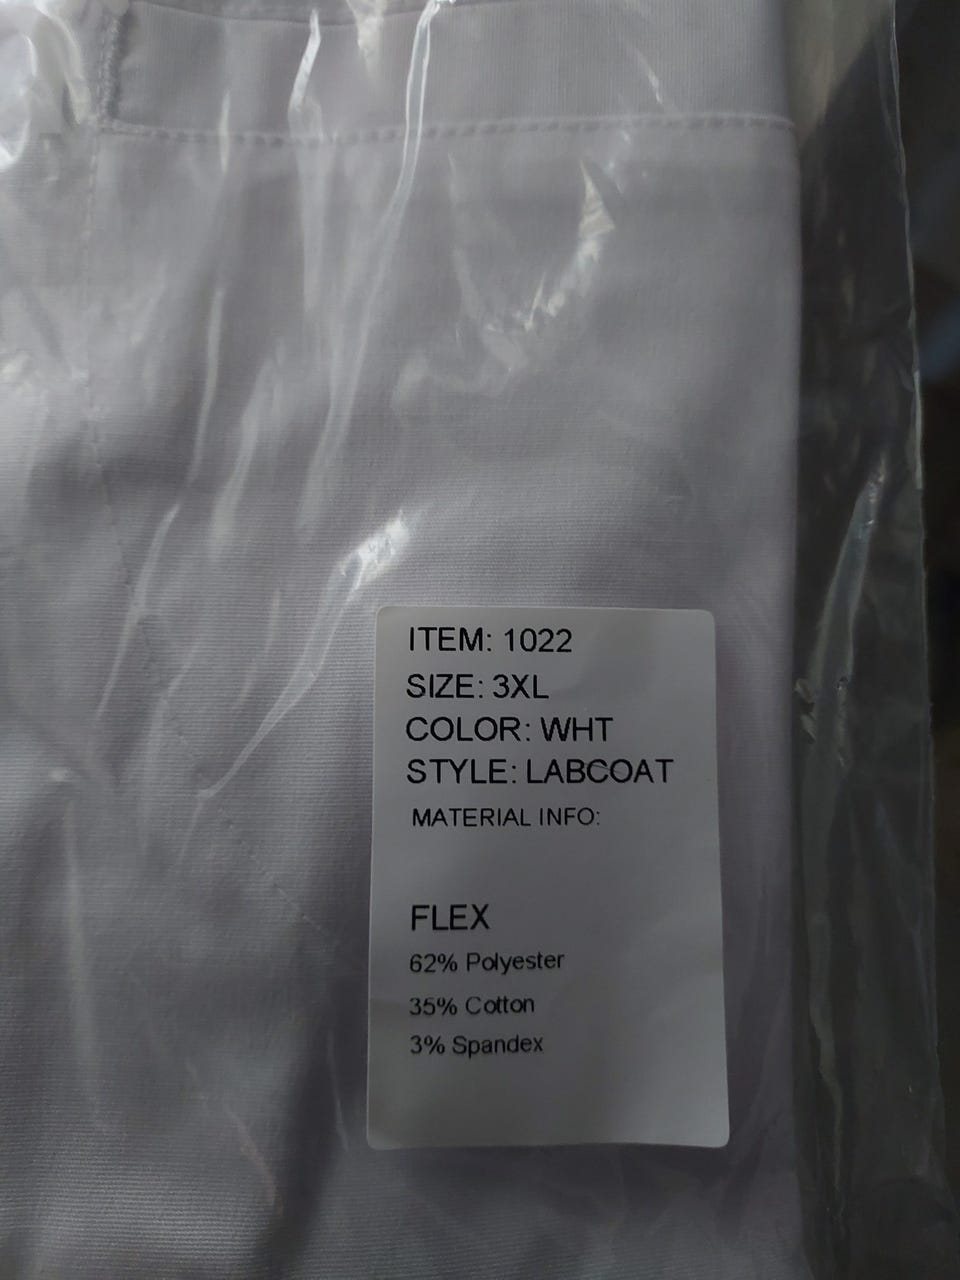 ITEM: 1022
SIZE: 3XL
COLOR: WHT
STYLE: LABCOAT
MATERIAL INFO:
FLEX
62% Polyester
35% Cotton
3% Spandex